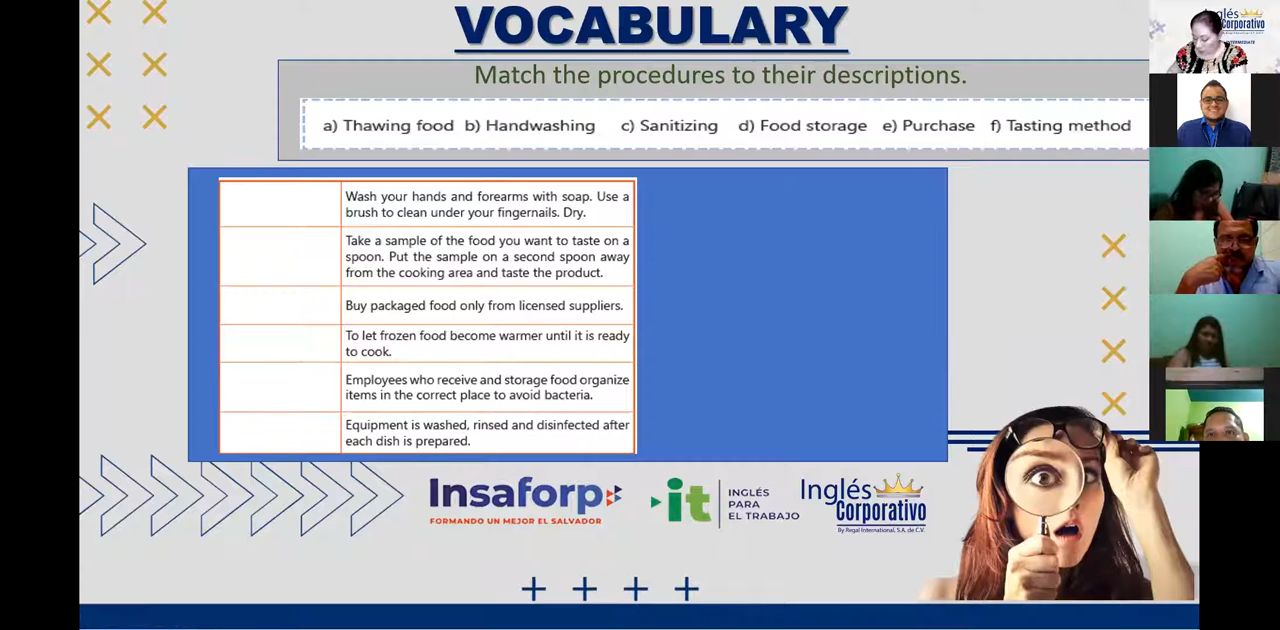 VOCABULARY
Match the procedures to their descriptions.
a) Thawing food b) Handwashing c) Sanitizing d) Food storage e) Purchase f) Tasting method
Wash your hands and forearms with soap. Use a
brush to clean under your fingernails. Dry.
Take a sample of the food you want to taste on a
spoon. Put the sample on a second spoon away
from the cooking area and taste the product.
Buy packaged food only from licensed suppliers.
To let frozen food become warmer until it is ready
to cook.
Employees who receive and storage food organize
items in the correct place to avoid bacteria.
Equipment is washed, rinsed and disinfected after
each dish is prepared.
Insaforp
FORMANDO UN MEJOR EL SALVADOR
it
INGLÉS
PARA
EL TRABAJO
Inglés
Corporativo
By Regal International, S.A. de C.V.
Inglés
Corporativo